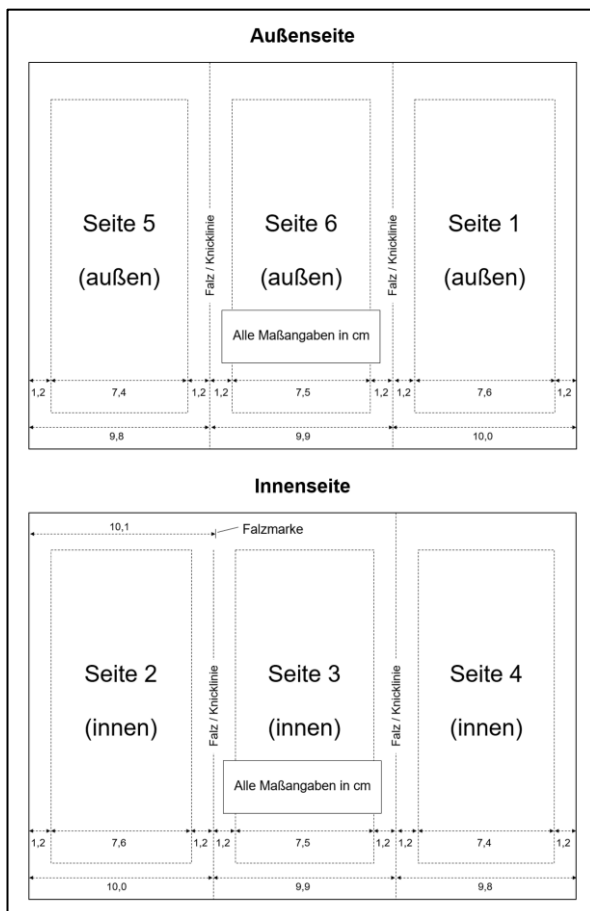 Außenseite
Seite 5
(außen)
Falz / Knicklinie
Seite 6
(außen)
Falz / Knicklinie
Seite 1
(außen)
Alle Maßangaben in cm
1,2 7,4 1,2 1,2 7,5 1,2 1,2 7,6 1,2
9,8 9,9 10,0
Innenseite
10,1 Falzmarke
Seite 2
(innen)
Falz / Knicklinie
Seite 3
(innen)
Falz / Knicklinie
Seite 4
(innen)
Alle Maßangaben in cm
1,2 7,6 1,2 1,2 7,5 1,2 1,2 7,4 1,2
10,0 9,9 9,8